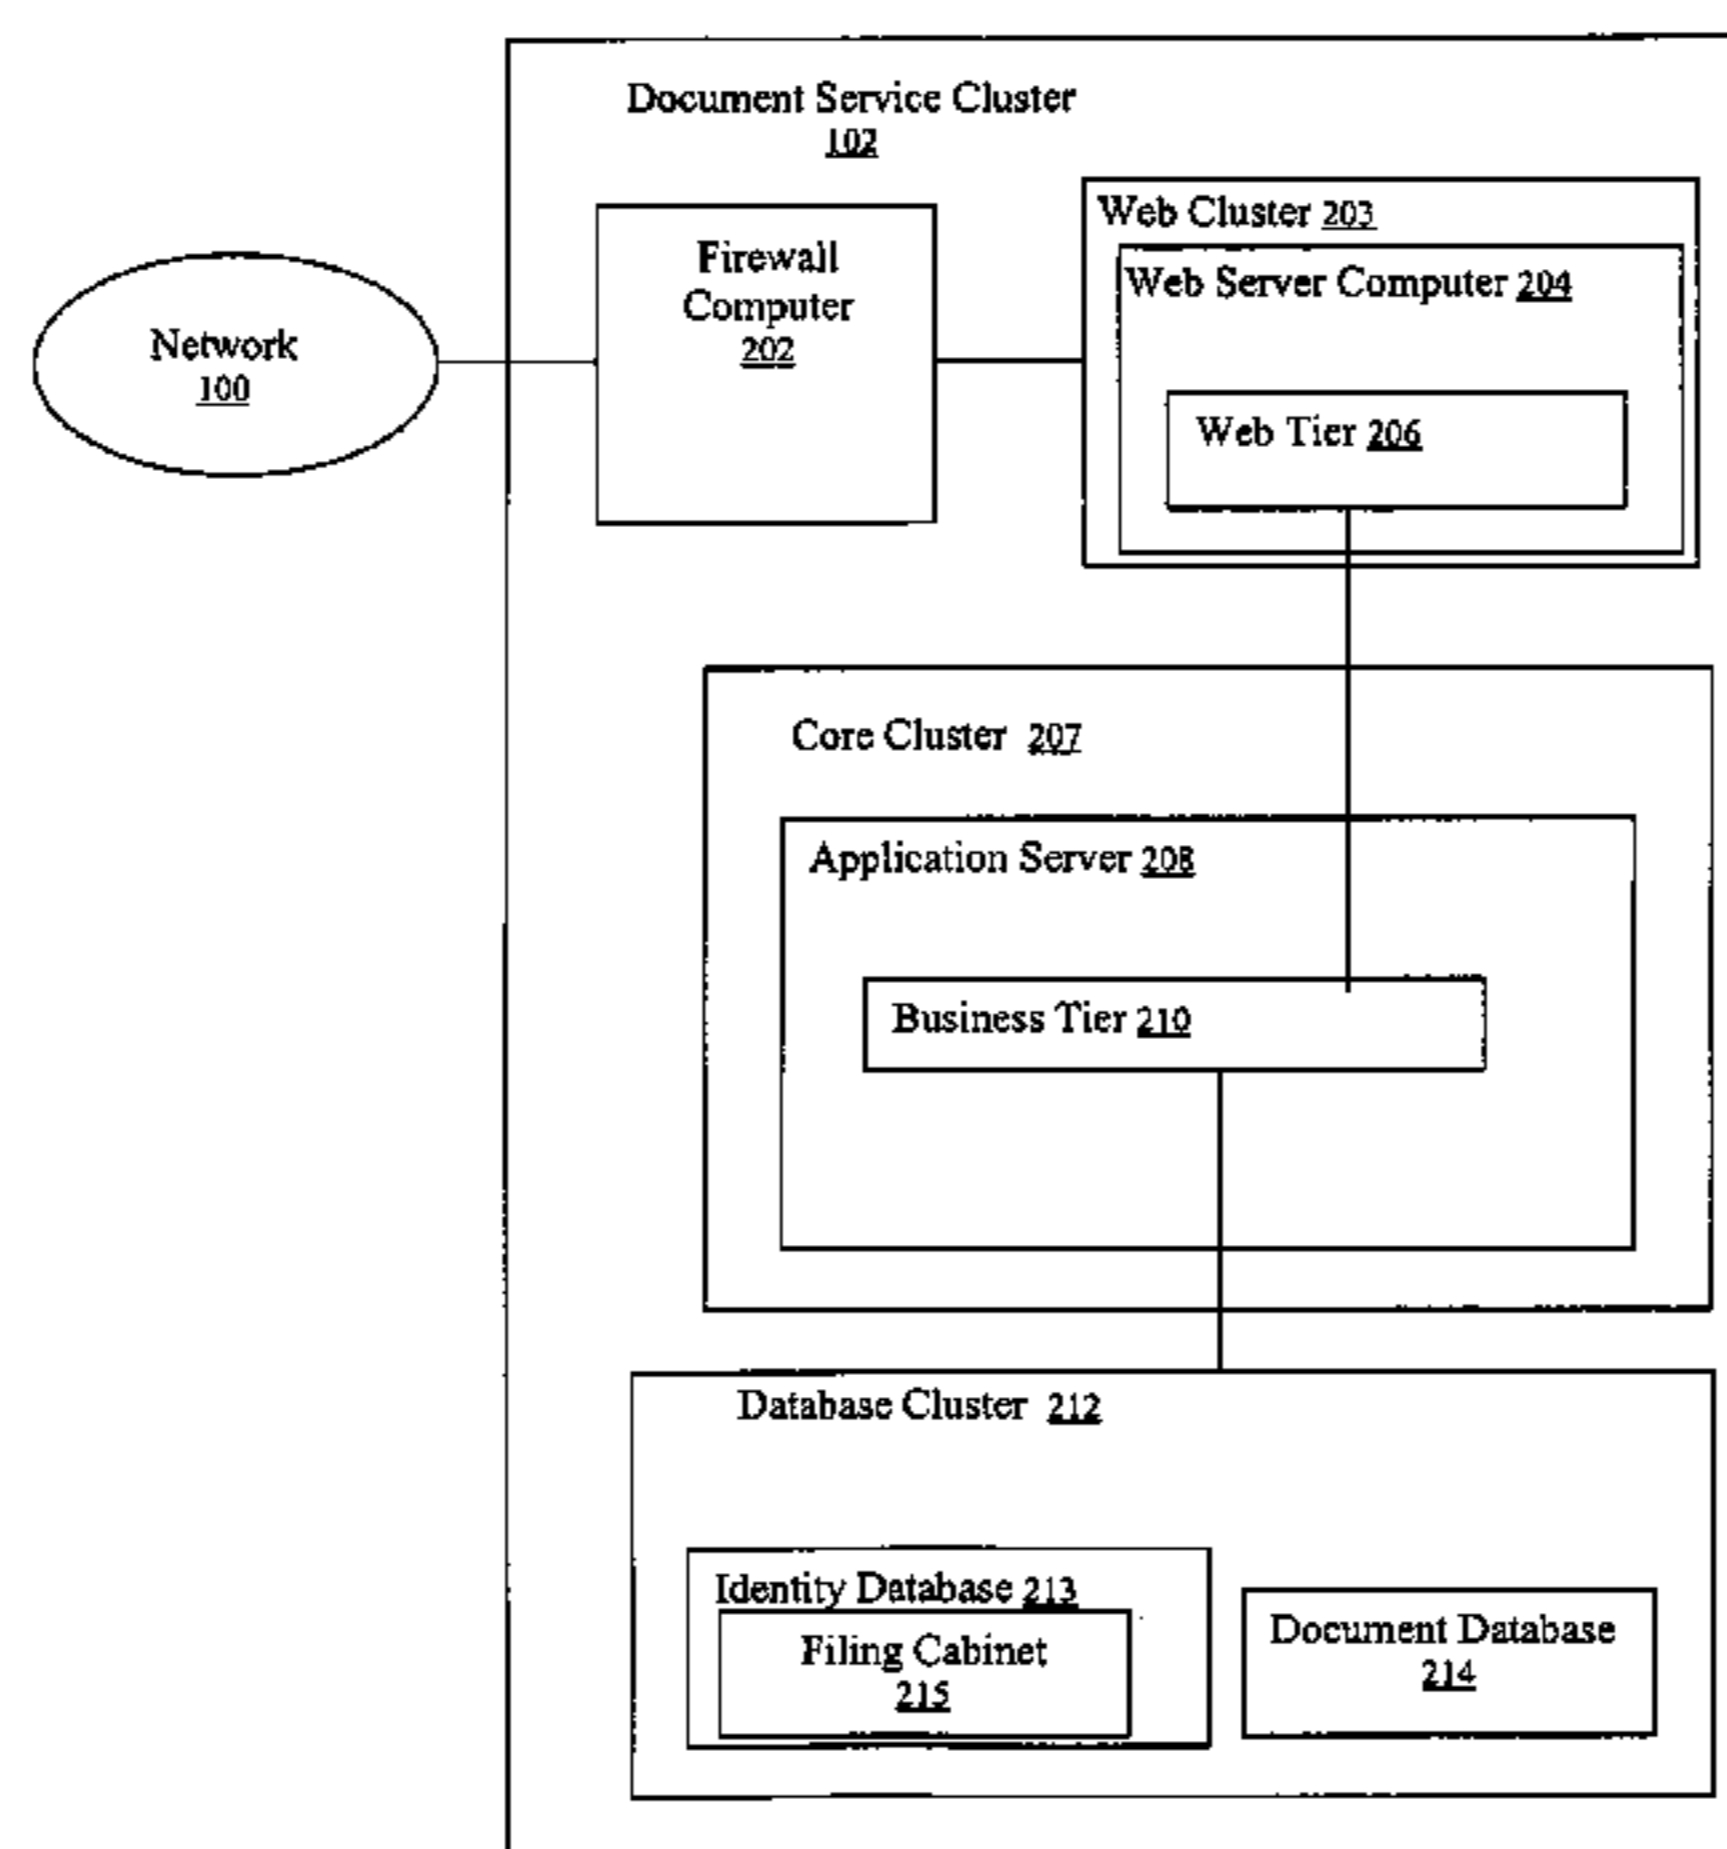 Document Service Cluster
102
Web Cluster 203
Firewall
Computer
202
Web Server Computer 204
Network
100
Web Tier 206
Core Cluster 207
Application Server 208
Business Tier 210
Database Cluster 212
Identity Database 213
Filing Cabinet
215
Document Database
214